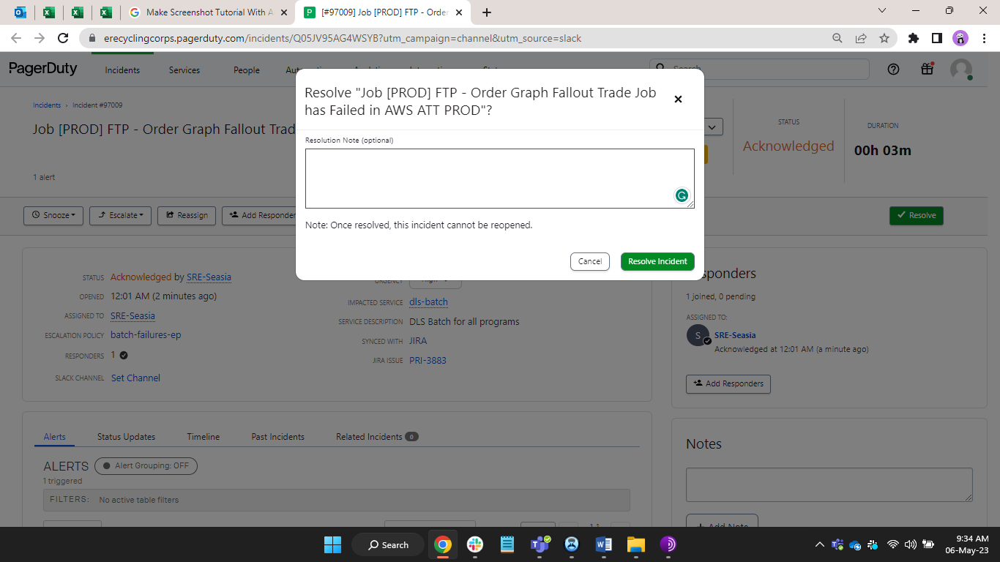 Make Screenshot Tutorial With A
[#97009] Job [PROD] FTP - Order
erecyclingcorps.pagerduty.com/incidents/Q05JV95AG4WSYB?utm_campaign=channel&utm_source=slack
PagerDuty
Incidents
Services
People
Search
Incidents › Incident #97009
Job [PROD] FTP - Order Graph Fallout Trad
1 alert
STATUS
Acknowledged
DURATION
00h 03m
Resolve "Job [PROD] FTP - Order Graph Fallout Trade Job
has Failed in AWS ATT PROD"?
Resolution Note (optional)
Note: Once resolved, this incident cannot be reopened.
Cancel
Resolve Incident
Snooze
Escalate
Reassign
Add Responder
Resolve
STATUS Acknowledged by SRE-Seasia
OPENED 12:01 AM (2 minutes ago)
ASSIGNED TO SRE-Seasia
ESCALATION POLICY batch-failures-ep
RESPONDERS 1
SLACK CHANNEL Set Channel
URGENCY High
IMPACTED SERVICE dls-batch
SERVICE DESCRIPTION DLS Batch for all programs
SYNCED WITH JIRA
JIRA ISSUE PRI-3883
sponders
1 joined, 0 pending
ASSIGNED TO:
S
SRE-Seasia
Acknowledged at 12:01 AM (a minute ago)
Add Responders
Alerts
Status Updates
Timeline
Past Incidents
Related Incidents 0
ALERTS
Alert Grouping: OFF
1 triggered
FILTERS: No active table filters
Notes
+ Add Note
Search
9:34 AM
06-May-23